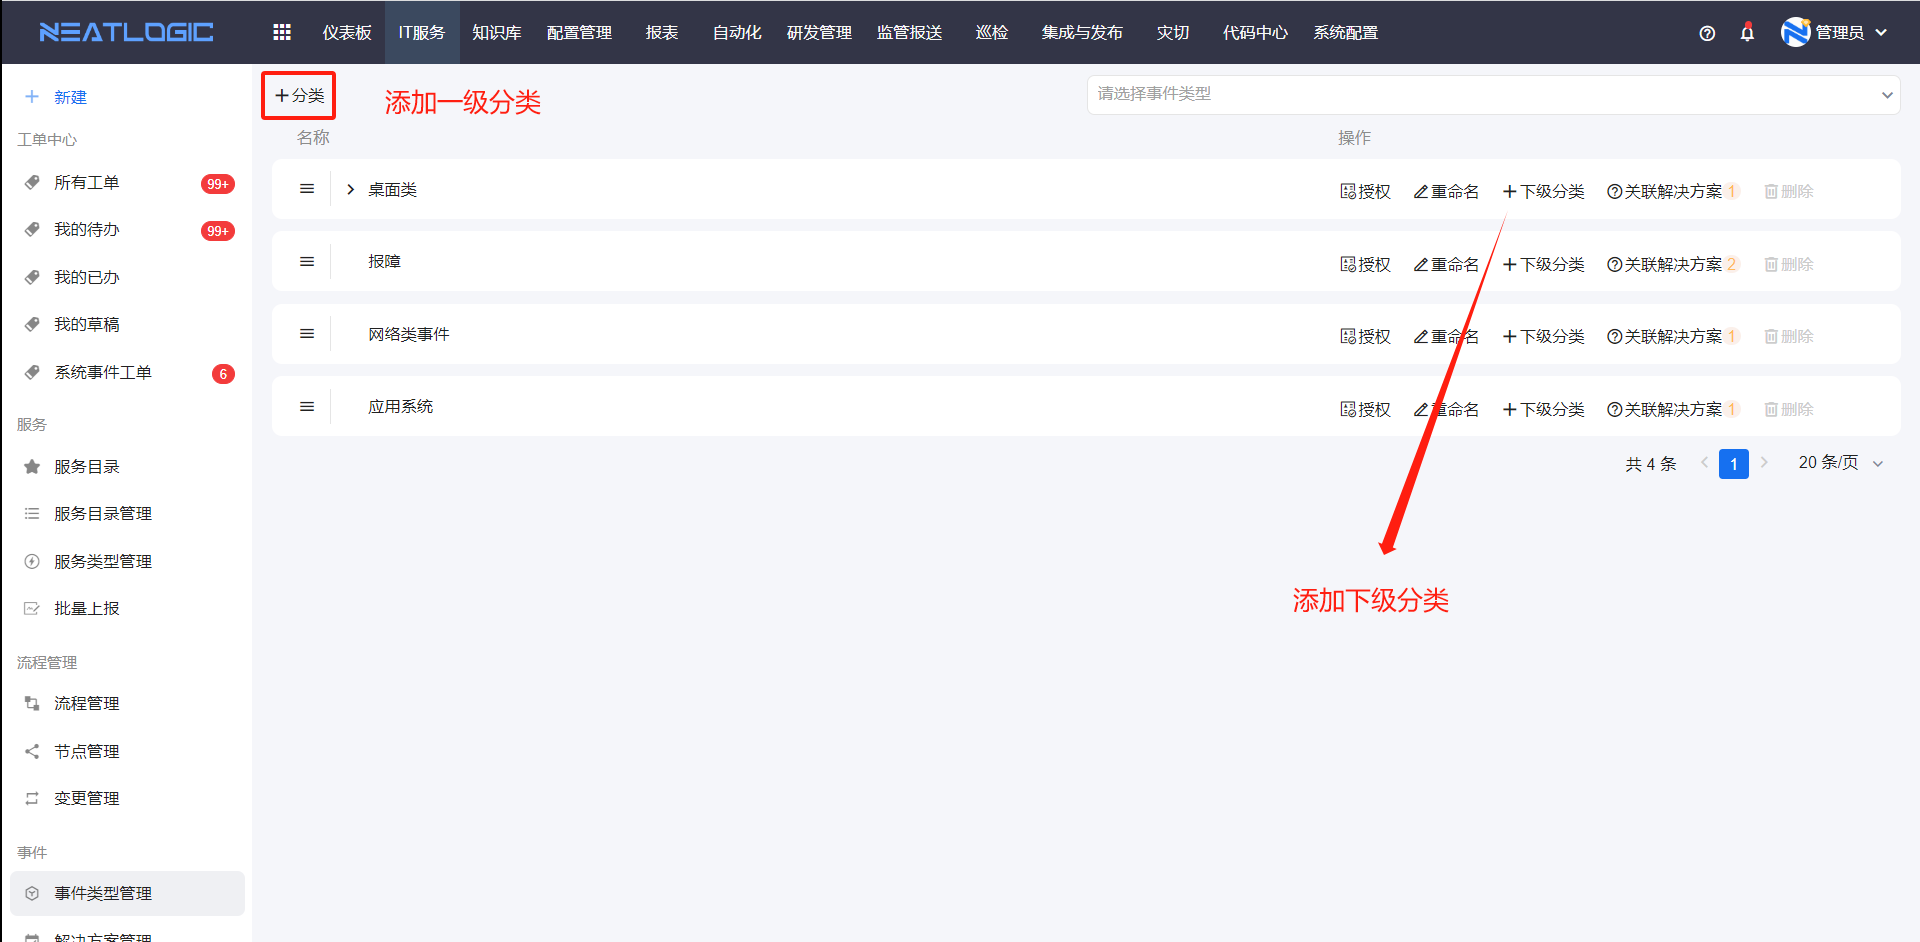 NEATLOGIC 仪表板 IT服务 知识库 配置管理 报表 自动化 研发管理 监管报送 巡检 集成与发布 灾切 代码中心 系统配置 管理员
新建
工单中心
所有工单 99+
我的待办 99+
我的已办
我的草稿
系统事件工单 6
服务
服务目录
服务目录管理
服务类型管理
批量上报
流程管理
流程管理
节点管理
变更管理
事件
事件类型管理
解决方案管理
+分类 添加一级分类 请选择事件类型
名称 操作
桌面类 授权 重命名 +下级分类 关联解决方案 1 删除
报障 授权 重命名 +下级分类 关联解决方案 2 删除
网络类事件 授权 重命名 +下级分类 关联解决方案 1 删除
应用系统 授权 重命名 +下级分类 关联解决方案 1 删除
共 4 条 1 20 条/页
添加下级分类